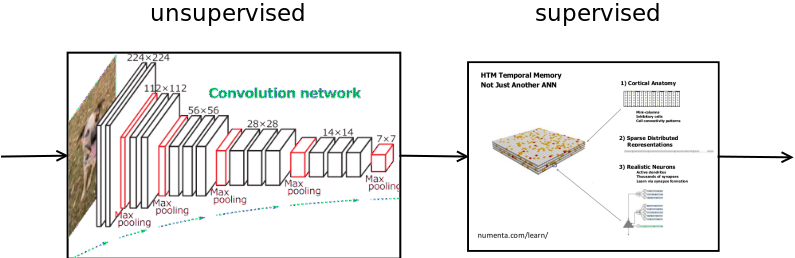 unsupervised
supervised
224×224
112×112
56×56
28×28
14×14
7×7
Convolution network
Max
pooling
Max
pooling
Max
pooling
Max
pooling
Max
pooling
HTM Temporal Memory
Not Just Another ANN
1) Cortical Anatomy
Mini-columns
Inhibitory cells
Cell connectivity patterns
2) Sparse Distributed
Representations
3) Realistic Neurons
Active dendrites
Thousands of synapses
Learn via synapse formation
numenta.com/learn/